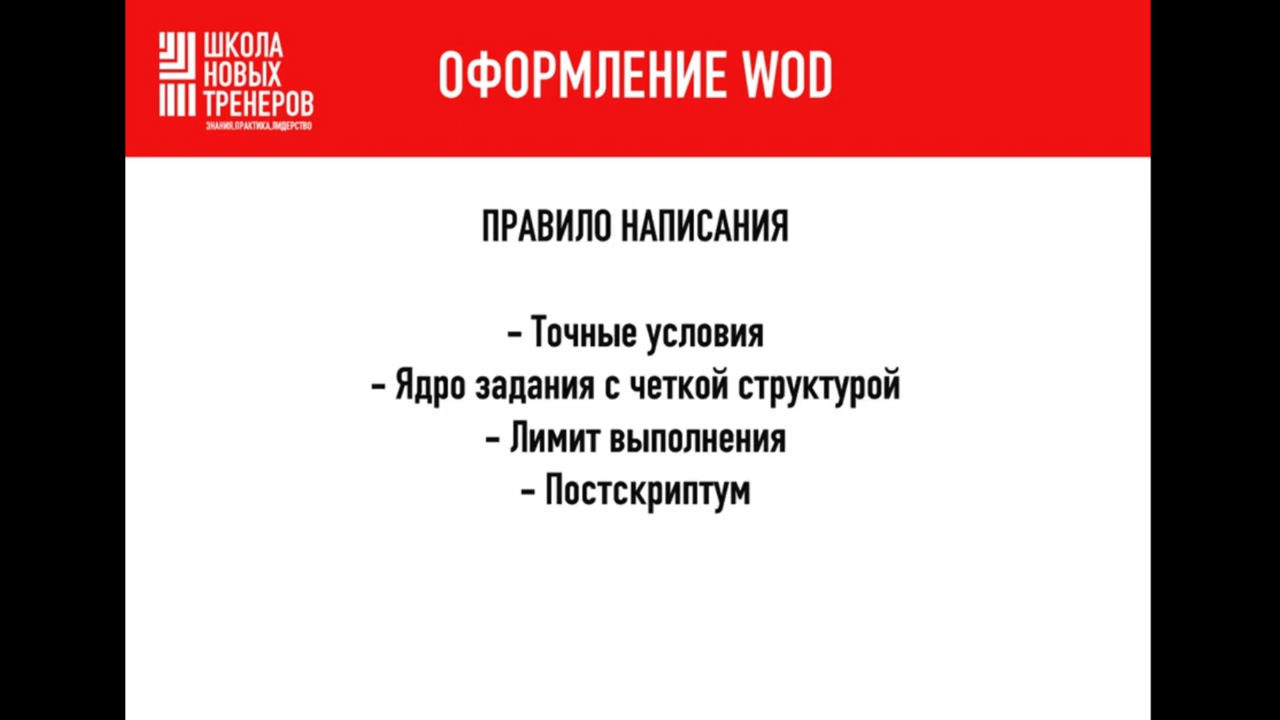 ШКОЛА
НОВЫХ
ТРЕНЕРОВ
ЗНАНИЯ,ПРАКТИКА,ЛИДЕРСТВО
ОФОРМЛЕНИЕ WOD
ПРАВИЛО НАПИСАНИЯ
- Точные условия
- Ядро задания с четкой структурой
- Лимит выполнения
- Постскриптум